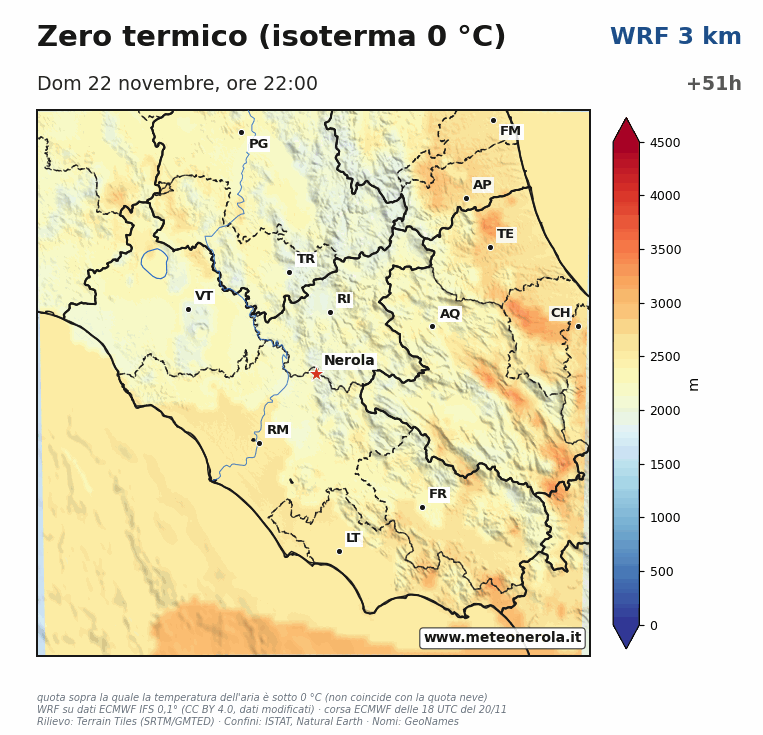 Zero termico (isoterma 0 °C)
WRF 3 km
Dom 22 novembre, ore 22:00
+51h
FM
PG
AP
TE
TR
VT
RI
AQ
CH
Nerola
RM
FR
LT
www.meteonerola.it
4500
4000
3500
3000
2500
2000
1500
1000
500
0
m
quota sopra la quale la temperatura dell'aria è sotto 0 °C (non coincide con la quota neve)
WRF su dati ECMWF IFS 0,1° (CC BY 4.0, dati modificati) · corsa ECMWF delle 18 UTC del 20/11
Rilievo: Terrain Tiles (SRTM/GMTED) · Confini: ISTAT, Natural Earth · Nomi: GeoNames